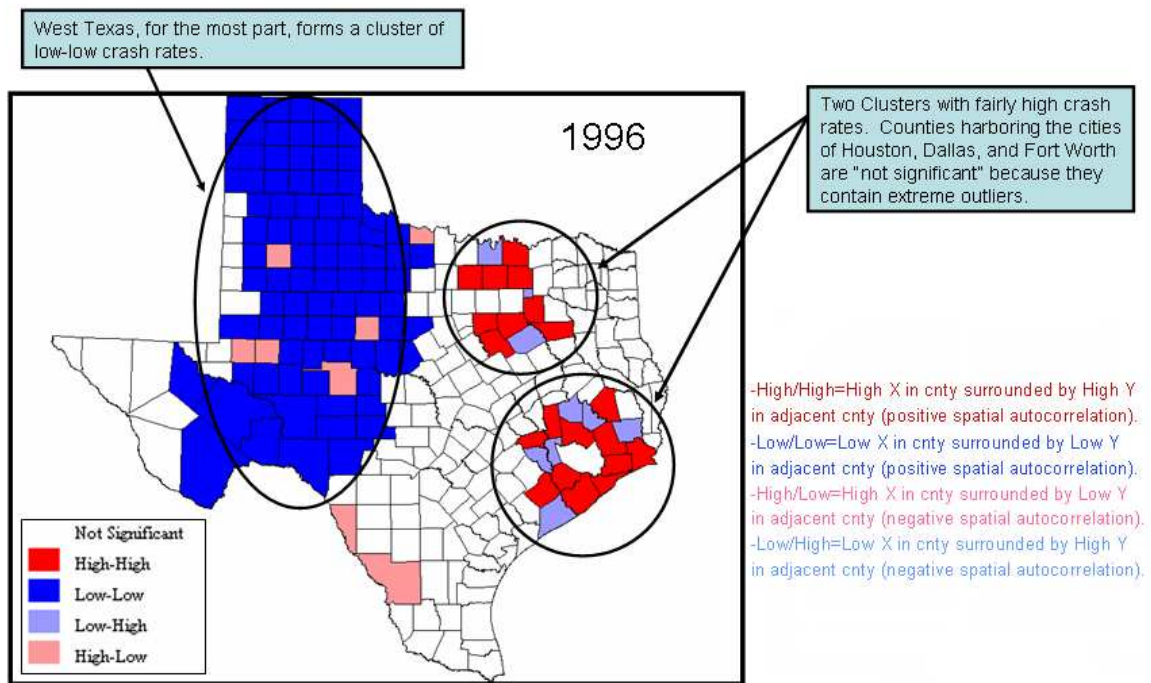 West Texas, for the most part, forms a cluster of
low-low crash rates.
Two Clusters with fairly high crash
rates.  Counties harboring the cities
of Houston, Dallas, and Fort Worth
are "not significant" because they
contain extreme outliers.
1996
-High/High=High X in cnty surrounded by High Y
in adjacent cnty (positive spatial autocorrelation).
-Low/Low=Low X in cnty surrounded by Low Y
in adjacent cnty (positive spatial autocorrelation).
-High/Low=High X in cnty surrounded by Low Y
in adjacent cnty (negative spatial autocorrelation).
-Low/High=Low X in cnty surrounded by High Y
in adjacent cnty (negative spatial autocorrelation).
Not Significant
High-High
Low-Low
Low-High
High-Low